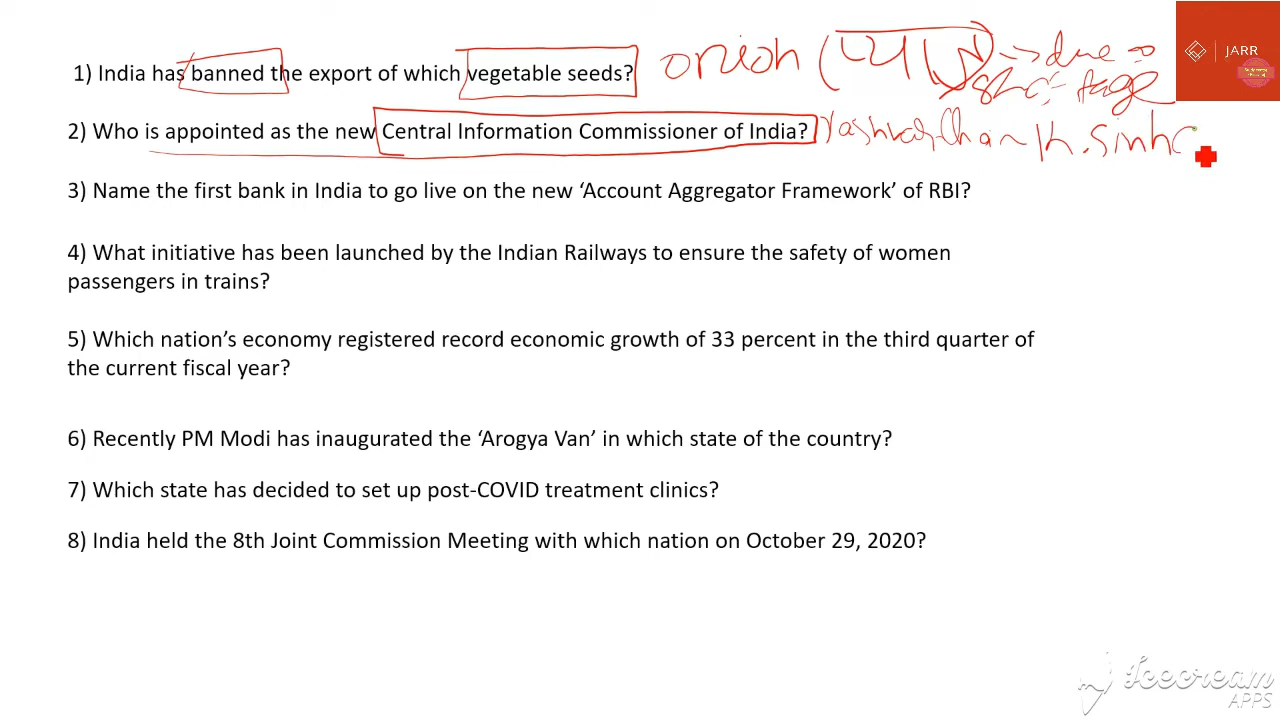 1) India has banned the export of which vegetable seeds? onion (प्याज) -> due to
shortage
JARR
2) Who is appointed as the new Central Information Commissioner of India? Yashvardhan K. Sinha
3) Name the first bank in India to go live on the new ‘Account Aggregator Framework’ of RBI?
4) What initiative has been launched by the Indian Railways to ensure the safety of women
passengers in trains?
5) Which nation’s economy registered record economic growth of 33 percent in the third quarter of
the current fiscal year?
6) Recently PM Modi has inaugurated the ‘Arogya Van’ in which state of the country?
7) Which state has decided to set up post-COVID treatment clinics?
8) India held the 8th Joint Commission Meeting with which nation on October 29, 2020?
Icecream
APPS